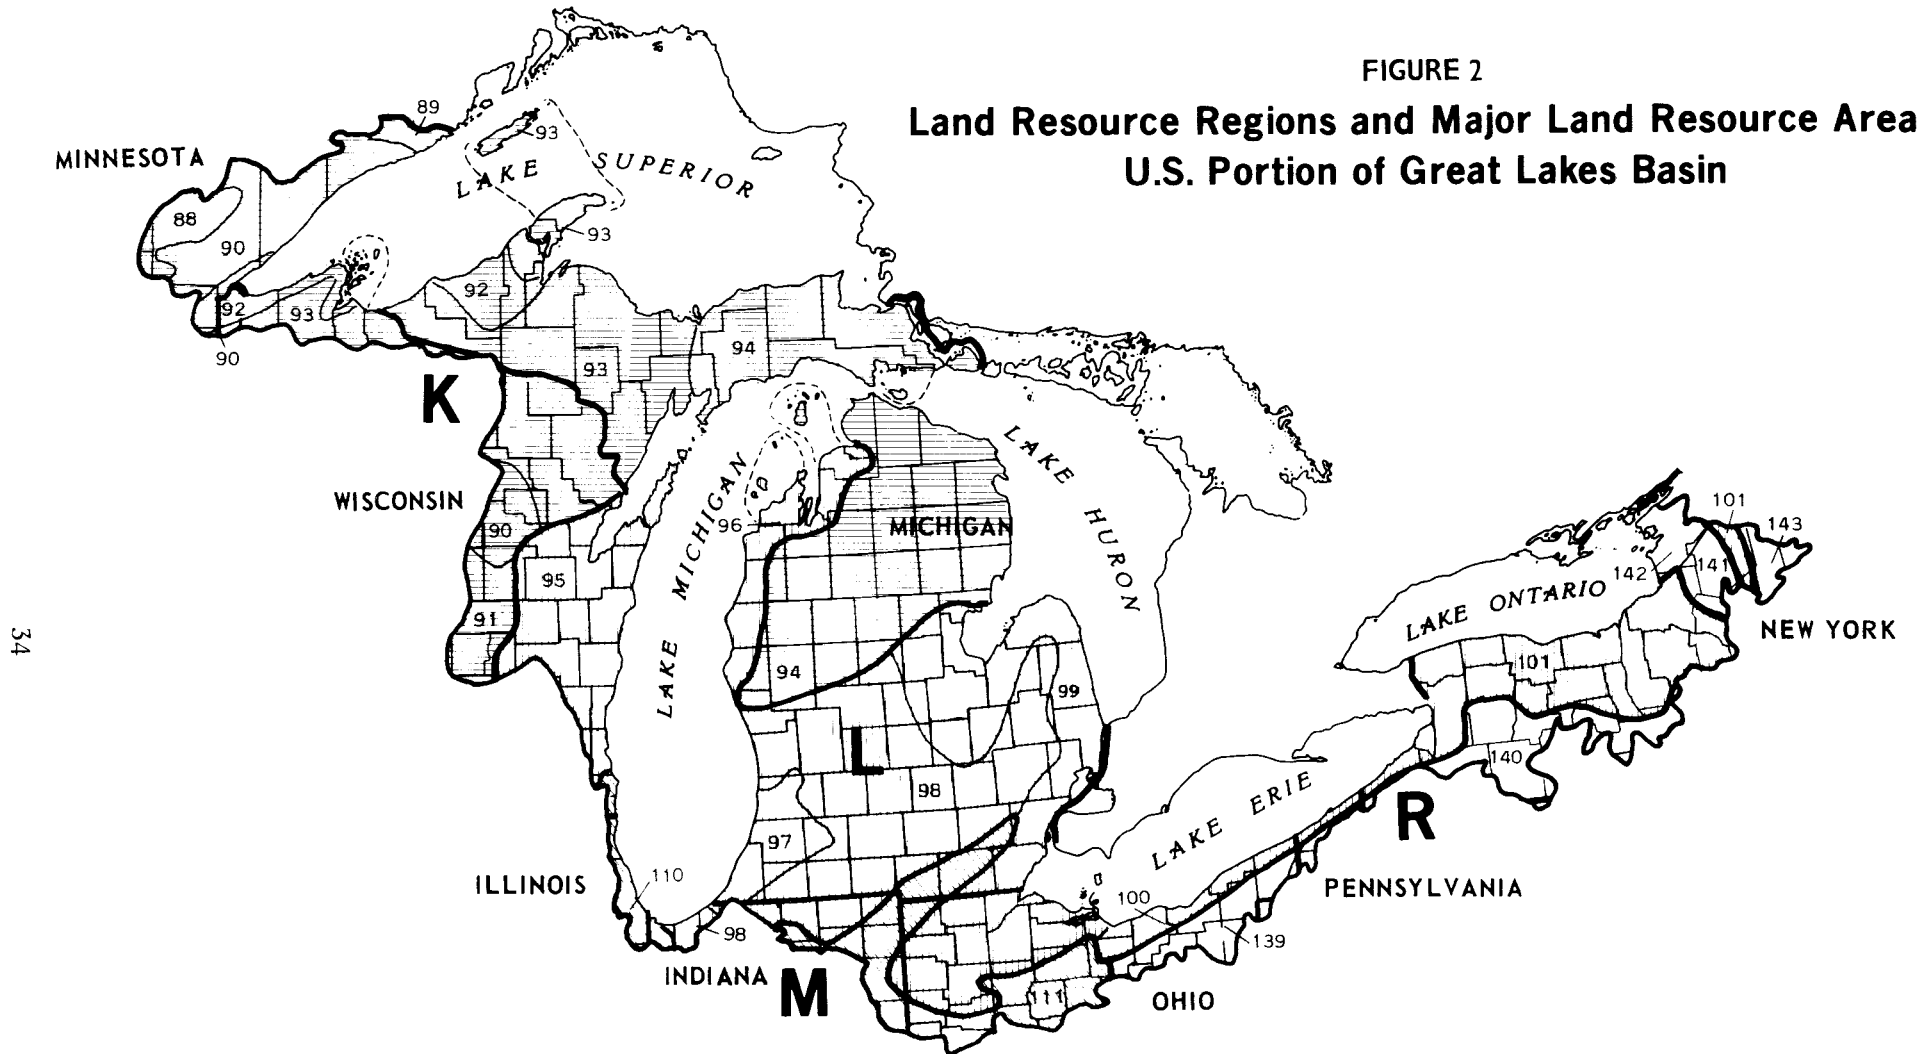 FIGURE 2
Land Resource Regions and Major Land Resource Area
U.S. Portion of Great Lakes Basin
89
93
MINNESOTA
LAKE SUPERIOR
88
90
93
92
92
93
90
94
93
K
LAKE HURON
WISCONSIN
LAKE MICHIGAN
96
MICHIGAN
90
101
143
142
141
95
LAKE ONTARIO
91
NEW YORK
34
94
101
99
L
140
98
LAKE ERIE
R
97
ILLINOIS
110
PENNSYLVANIA
100
98
139
INDIANA
M
111
OHIO